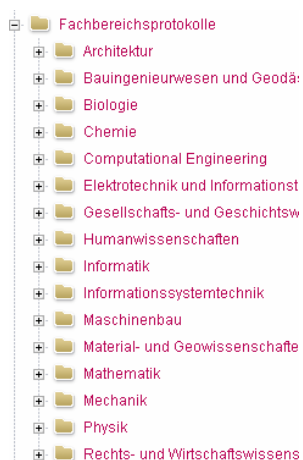 Fachbereichsprotokolle
Architektur
Bauingenieurwesen und Geodäs
Biologie
Chemie
Computational Engineering
Elektrotechnik und Informationst
Gesellschafts- und Geschichtsw
Humanwissenschaften
Informatik
Informationssystemtechnik
Maschinenbau
Material- und Geowissenschafte
Mathematik
Mechanik
Physik
Rechts- und Wirtschaftswissens